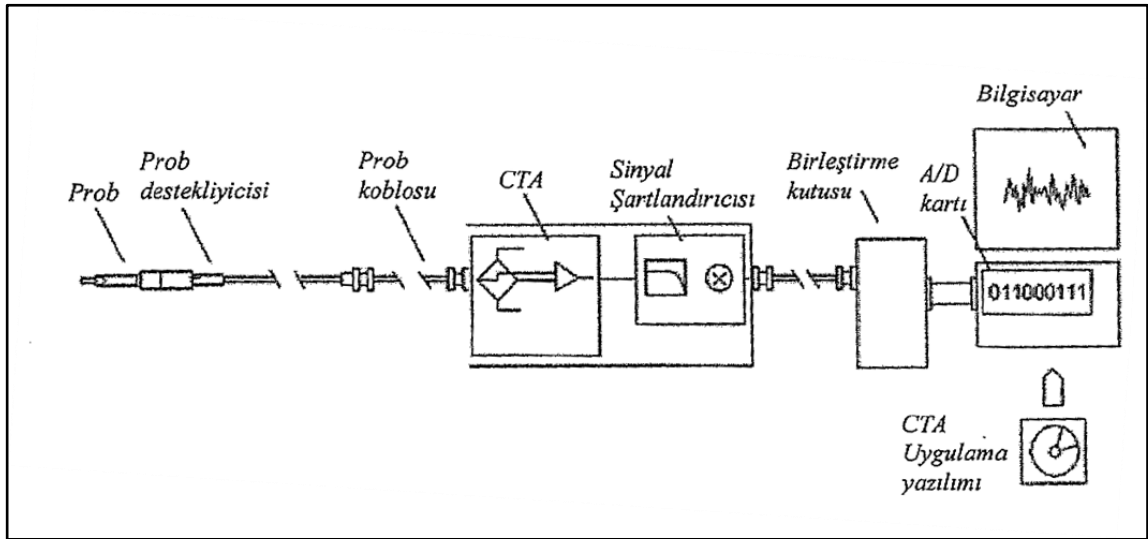 Prob
Prob
destekliyicisi
Prob
koblosu
CTA
Sinyal
Şartlandırıcısı
Birleştirme
kutusu
A/D
kartı
Bilgisayar
011000111
CTA
Uygulama
yazılımı